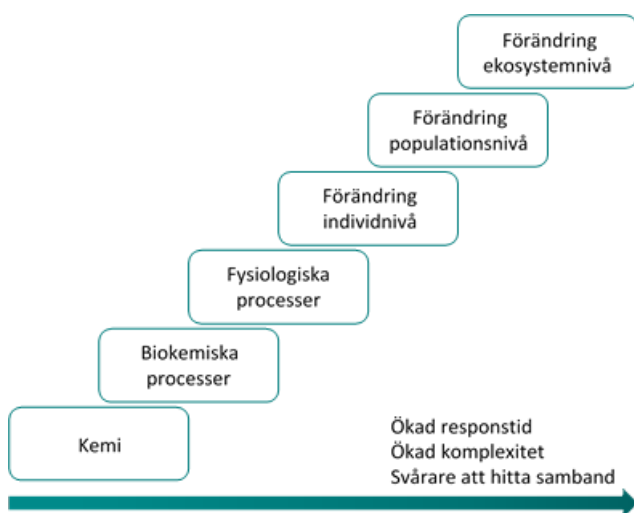 Förändring
ekosystemnivå
Förändring
populationsnivå
Förändring
individnivå
Fysiologiska
processer
Biokemiska
processer
Kemi
Ökad responstid
Ökad komplexitet
Svårare att hitta samband